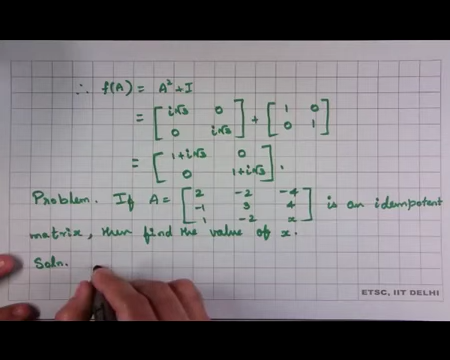 ∴ f(A) = A² + I
= [ i√3 0 ; 0 i√3 ] + [ 1 0 ; 0 1 ]
= [ 1+i√3 0 ; 0 1+i√3 ].
Problem. If A = [ 2 -2 -4 ; -1 3 4 ; 1 -2 x ] is an idempotent
matrix, then find the value of x.
Soln.
ETSC, IIT DELHI